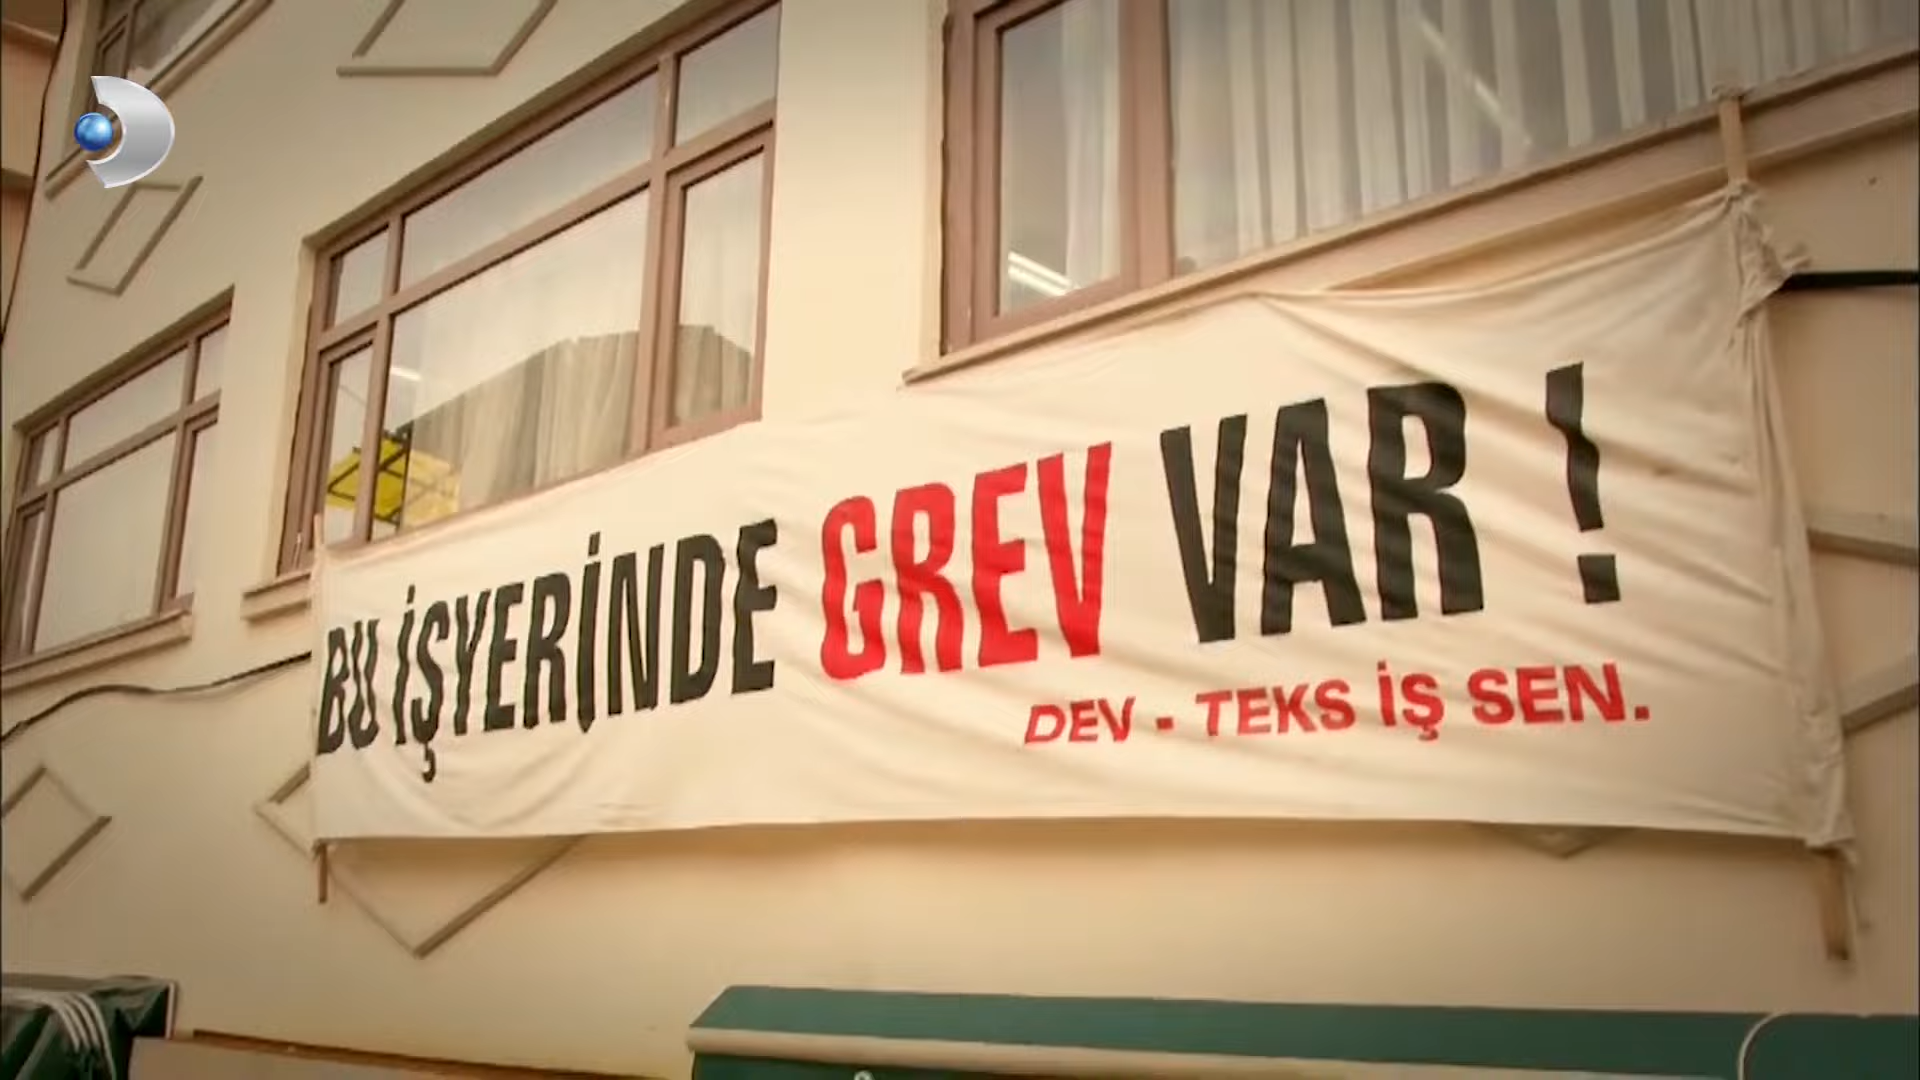 BU İŞYERİNDE GREV VAR !
DEV - TEKS İŞ SEN.